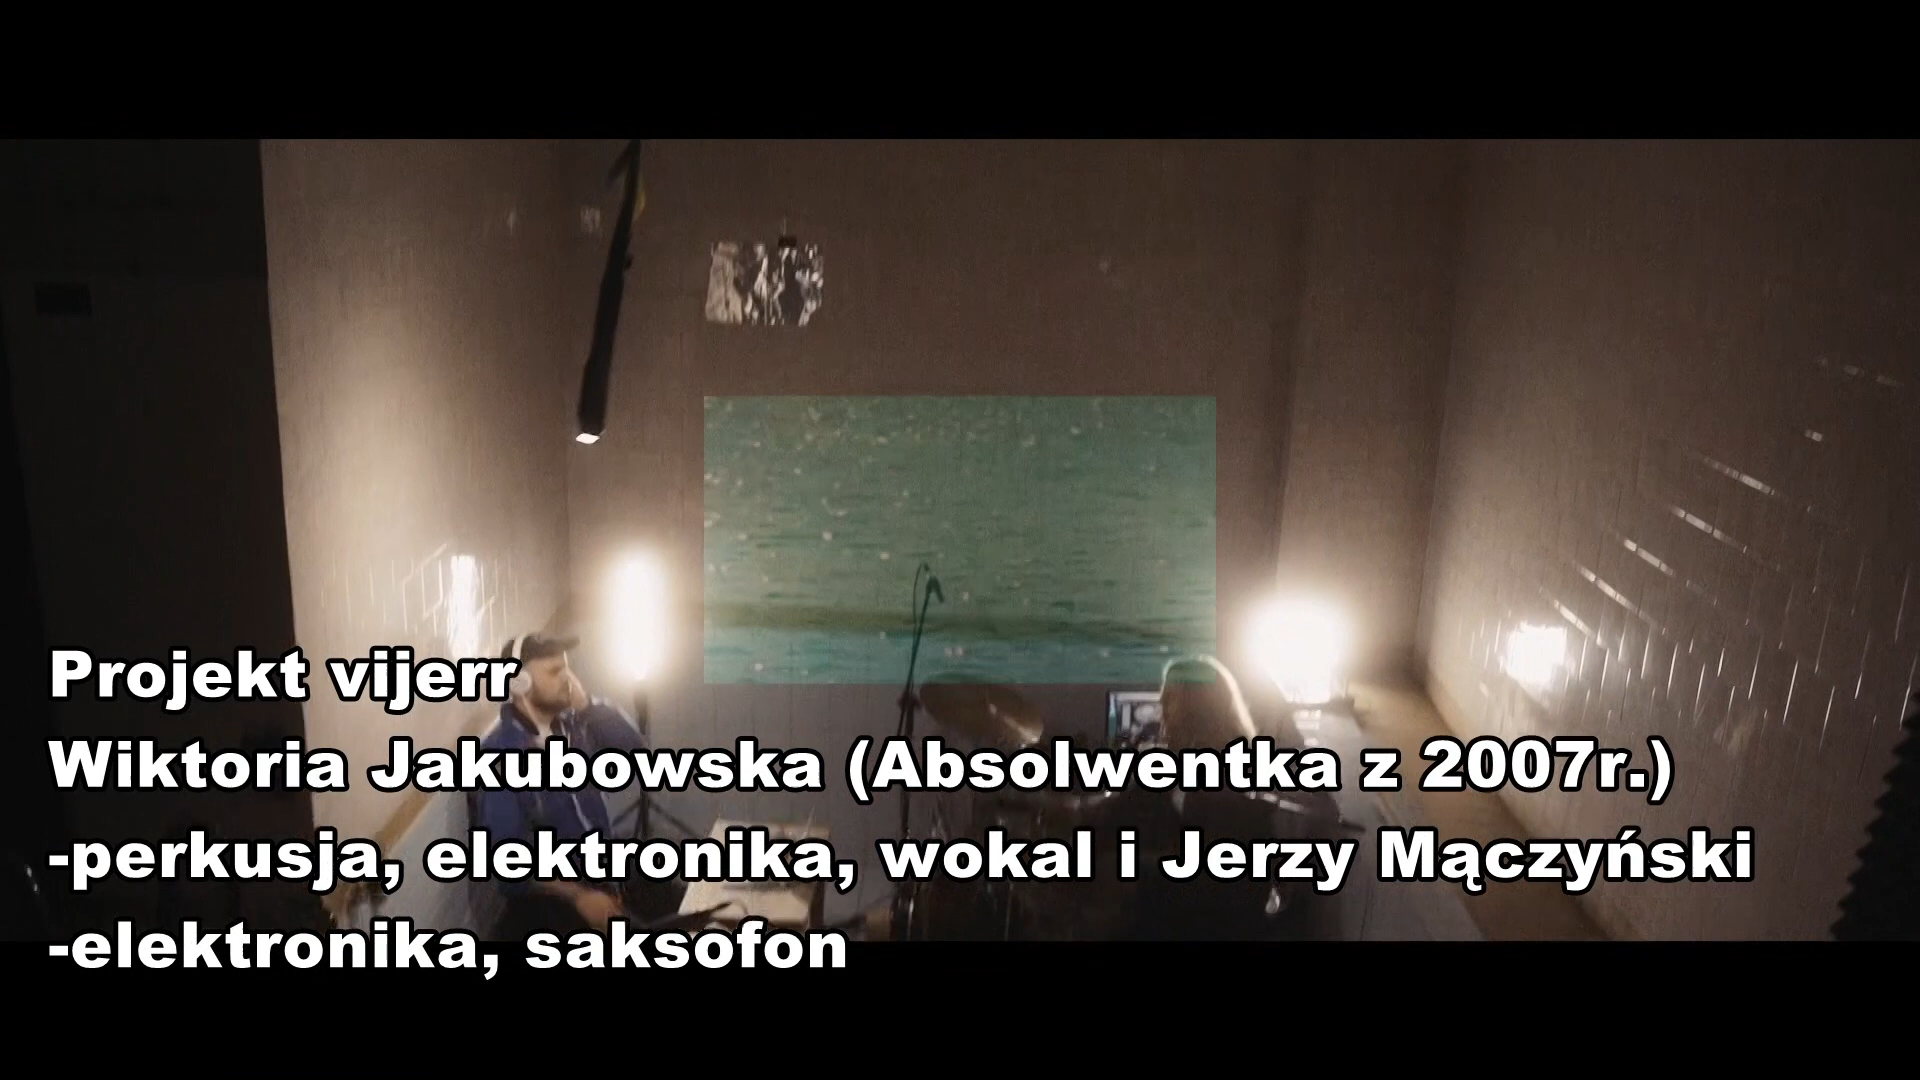 Projekt vijerr
Wiktoria Jakubowska (Absolwentka z 2007r.)
-perkusja, elektronika, wokal i Jerzy Mączyński
-elektronika, saksofon